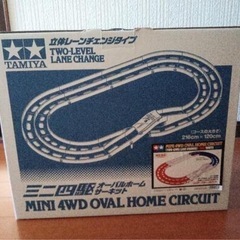 TAMIYA
立体レーンチェンジタイプ
TWO-LEVEL
LANE CHANGE
ミニ四駆
オーバルホーム
サーキット
MINI 4WD OVAL HOME CIRCUIT